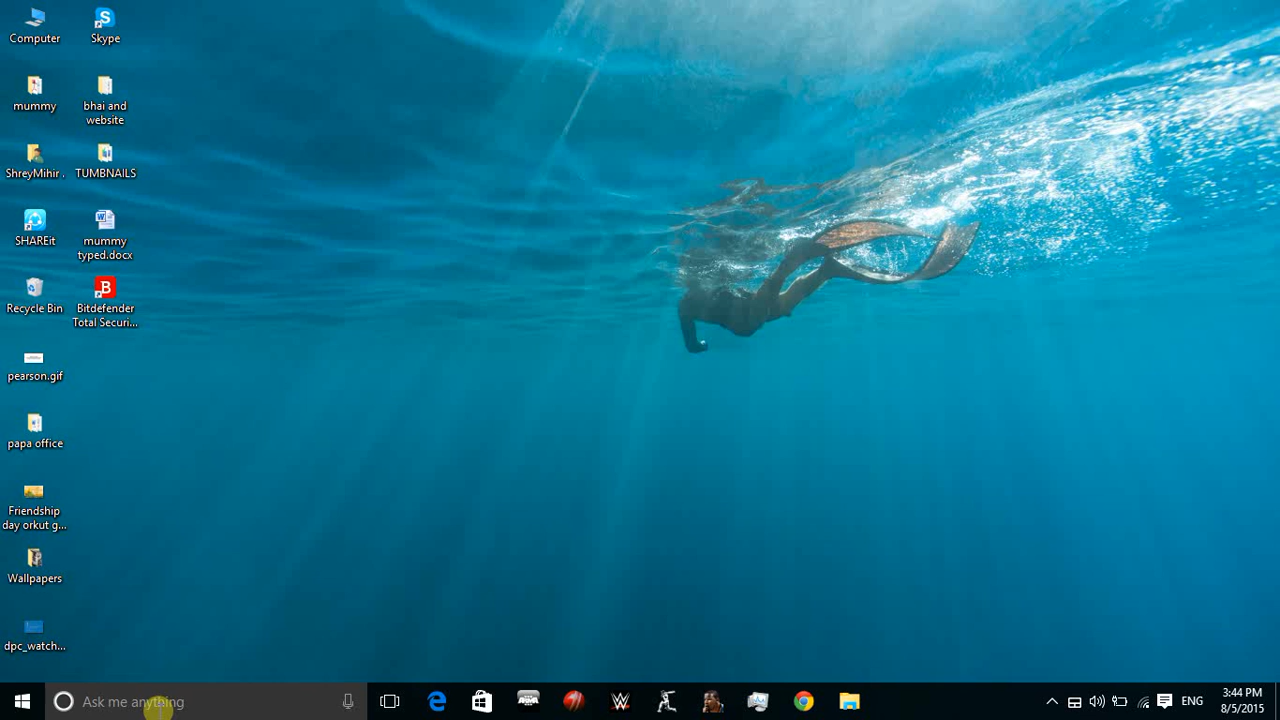 Computer
Skype
mummy
bhai and
website
ShreyMihir .
TUMBNAILS
SHAREit
mummy
typed.docx
Recycle Bin
Bitdefender
Total Securi...
pearson.gif
papa office
Friendship
day orkut g...
Wallpapers
dpc_watch...
Ask me anything
ENG
3:44 PM
8/5/2015